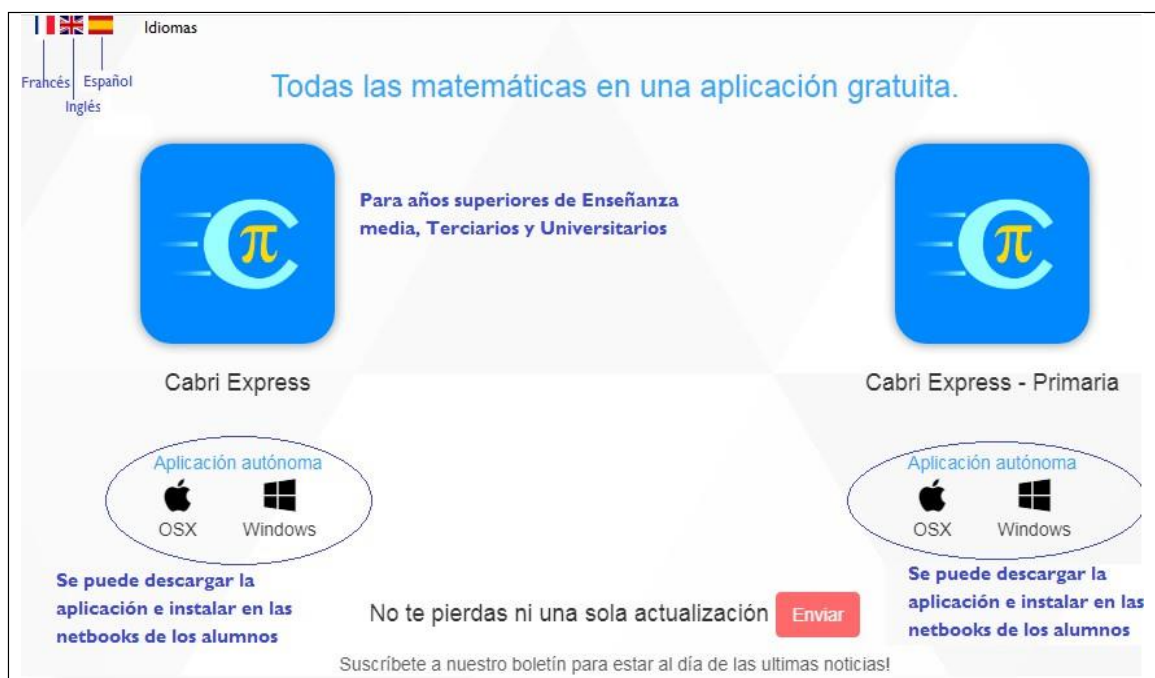 Idiomas
Francés
Español
Inglés
Todas las matemáticas en una aplicación gratuita.
π
Para años superiores de Enseñanza
media, Terciarios y Universitarios
π
Cabri Express
Cabri Express - Primaria
Aplicación autónoma
OSX
Windows
Se puede descargar la
aplicación e instalar en las
netbooks de los alumnos
Aplicación autónoma
OSX
Windows
Se puede descargar la
aplicación e instalar en las
netbooks de los alumnos
No te pierdas ni una sola actualización
Enviar
Suscríbete a nuestro boletín para estar al día de las ultimas noticias!